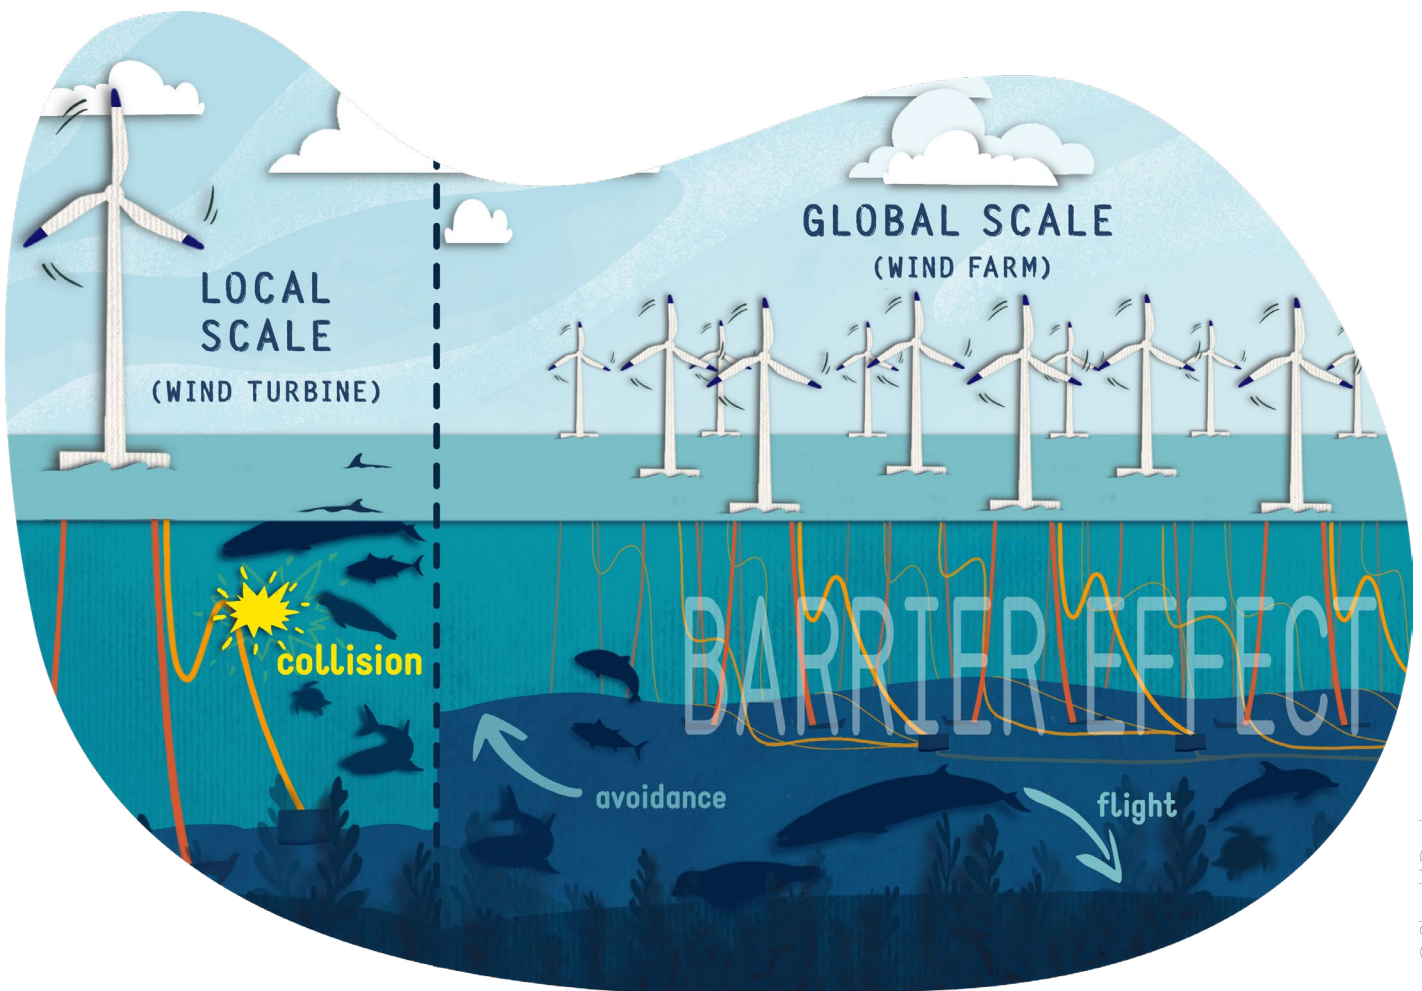 LOCAL
SCALE
(WIND TURBINE)
GLOBAL SCALE
(WIND FARM)
collision
BARRIER EFFECT
avoidance
flight